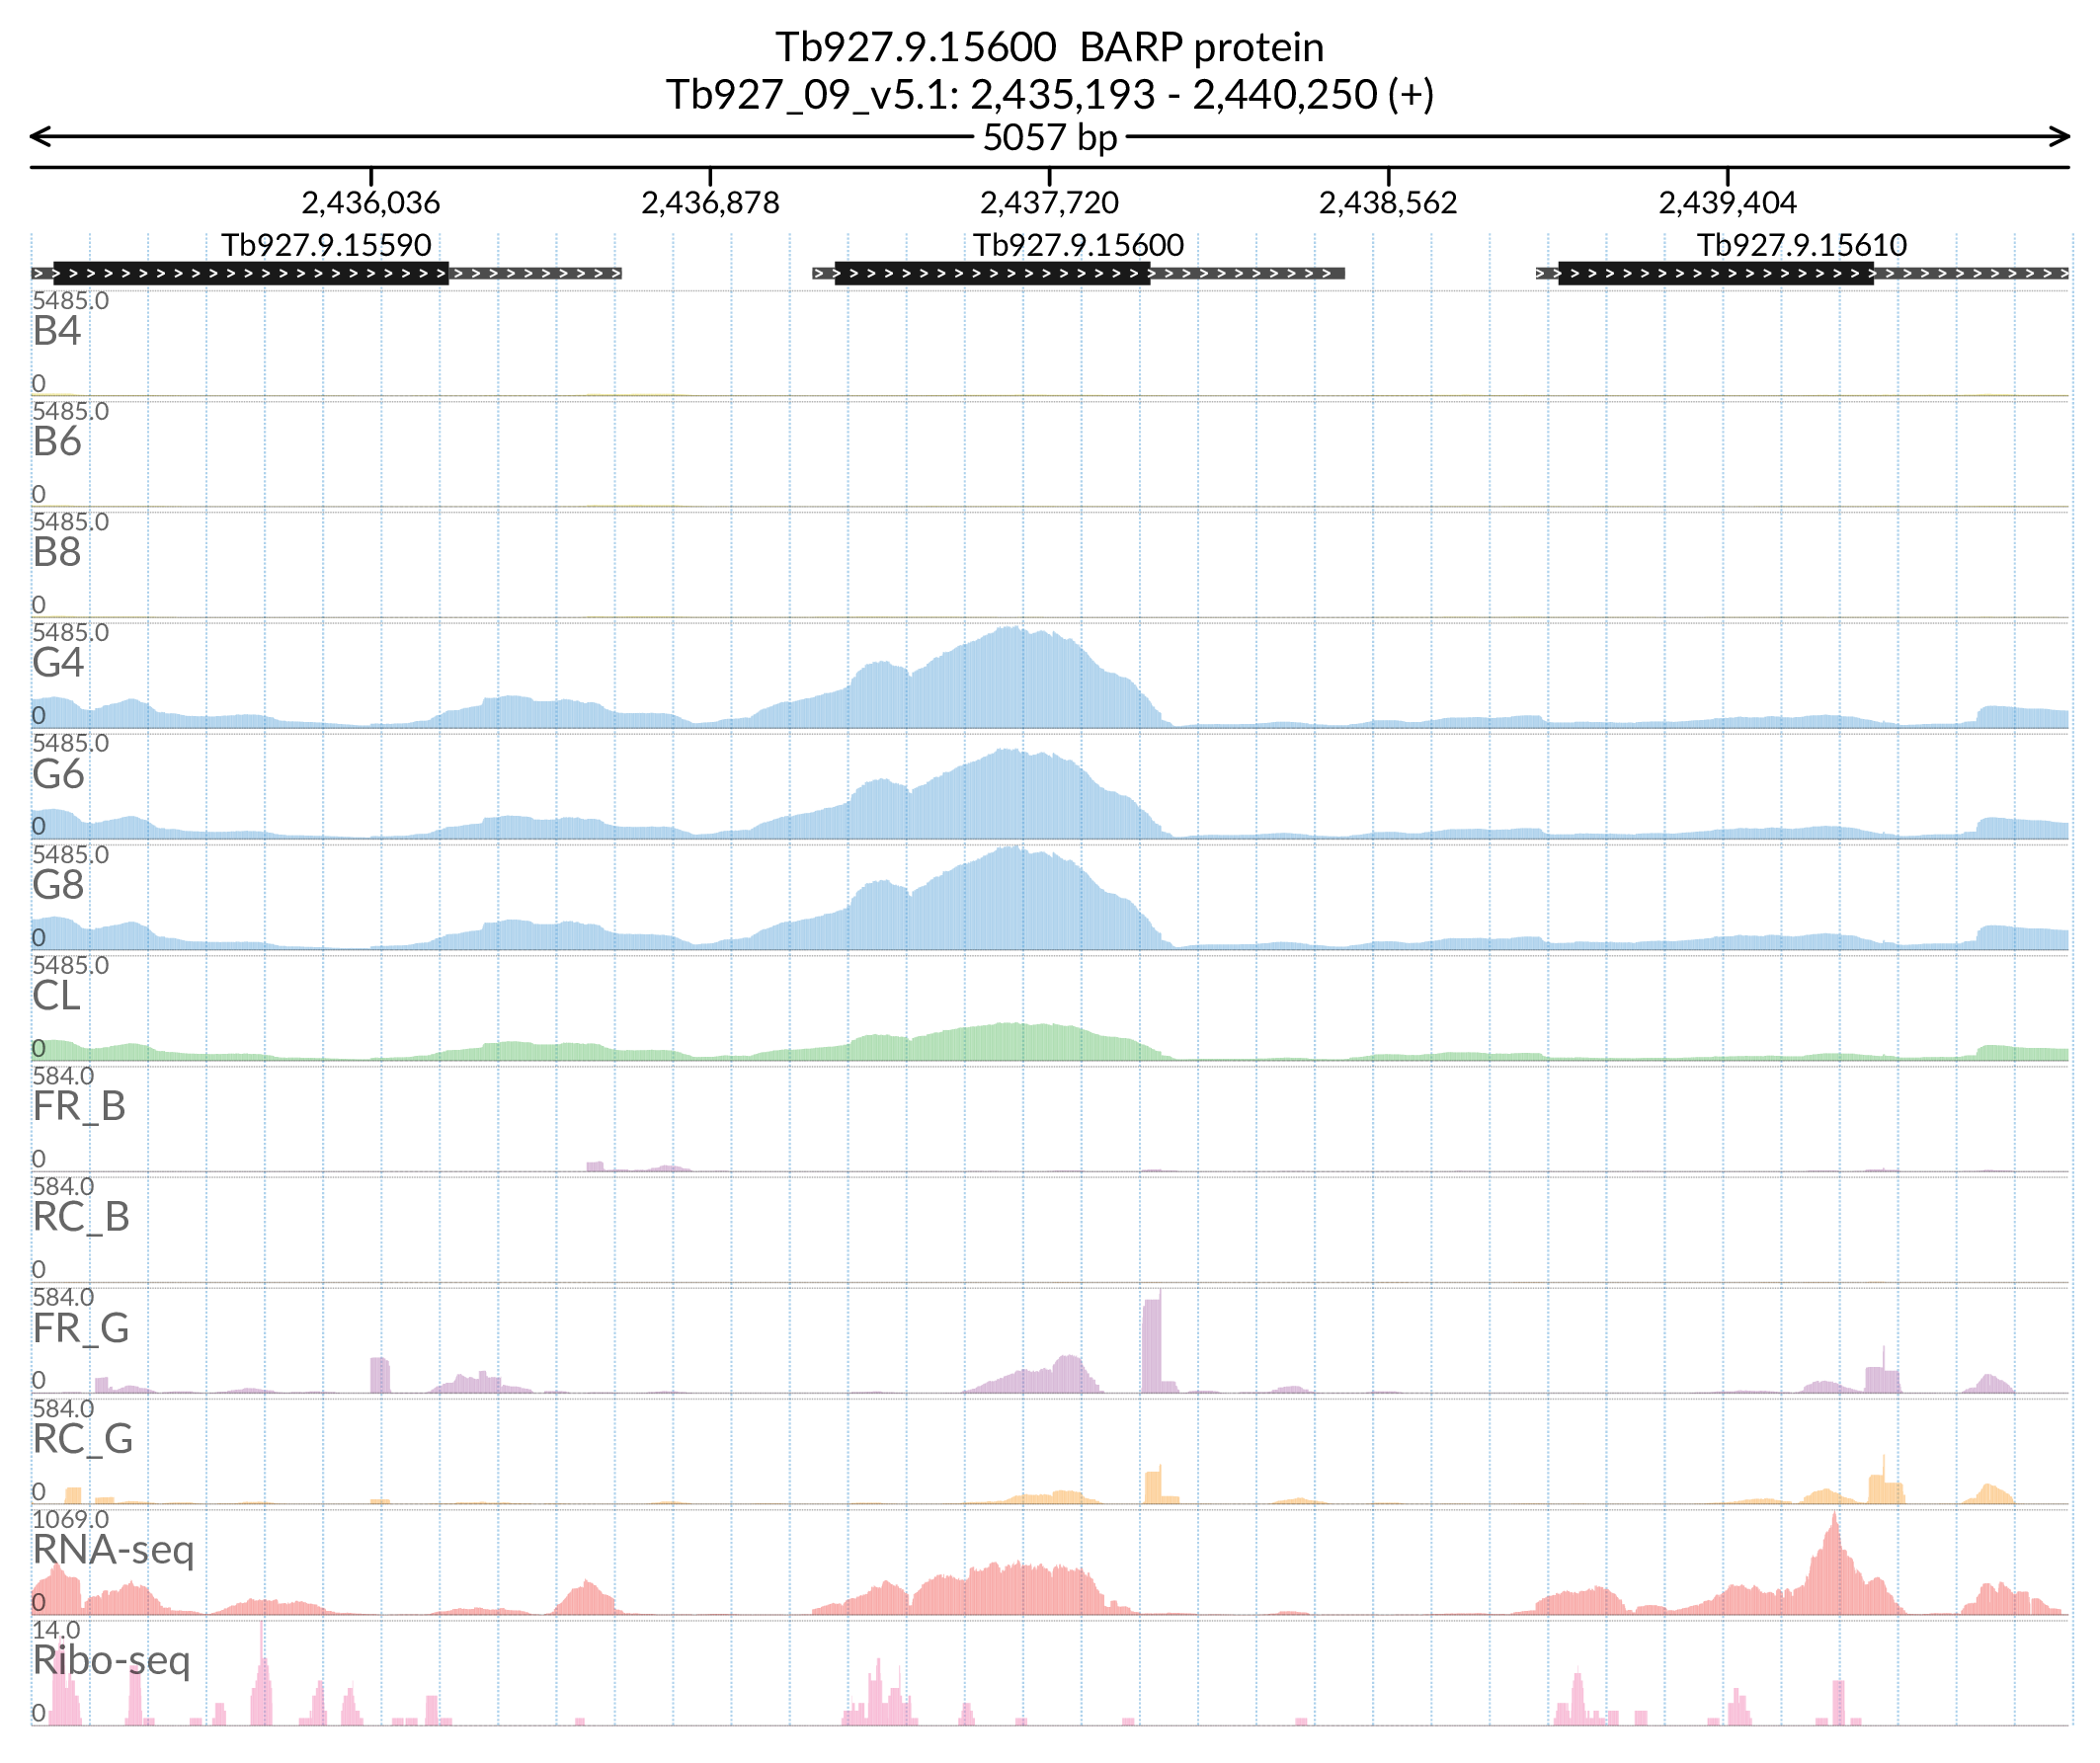 Tb927.9.15600 BARP protein
Tb927_09_v5.1: 2,435,193 - 2,440,250 (+)
5057 bp
2,436,036 2,436,878 2,437,720 2,438,562 2,439,404
Tb927.9.15590 Tb927.9.15600 Tb927.9.15610
5485.0
B4
0
5485.0
B6
0
5485.0
B8
0
5485.0
G4
0
5485.0
G6
0
5485.0
G8
0
5485.0
CL
0
584.0
FR_B
0
584.0
RC_B
0
584.0
FR_G
0
584.0
RC_G
0
1069.0
RNA-seq
0
14.0
Ribo-seq
0